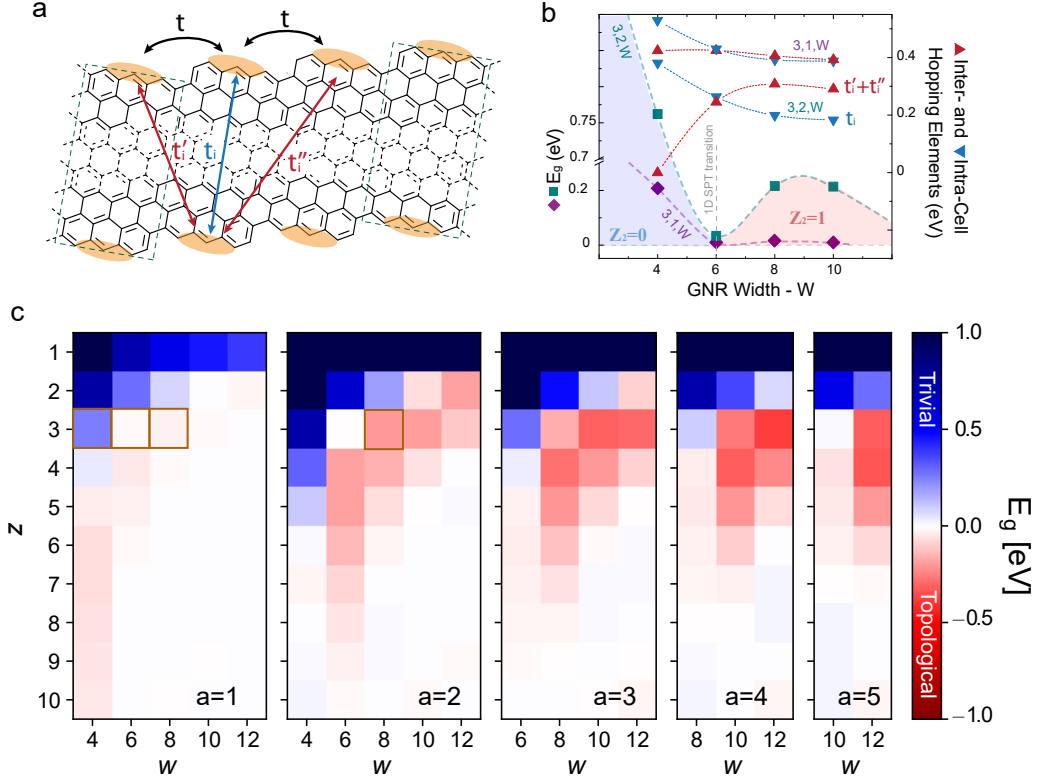 a
t
t
t′ᵢ
tᵢ
t″ᵢ
b
E_g (eV)
0.75
0.7
0.2
0
3,2,W
3,1,W
3,1,W
t′ᵢ+t″ᵢ
3,2,W
tᵢ
1D SPT transition
Z₂=0
Z₂=1
4
6
8
10
GNR Width - W
0.4
0.2
0
Inter- and Intra-Cell
Hopping Elements (eV)
c
z
1
2
3
4
5
6
7
8
9
10
a=1
a=2
a=3
a=4
a=5
4 6 8 10 12
4 6 8 10 12
6 8 10 12
8 10 12
10 12
w
w
w
w
w
1.0
0.5
0.0
−0.5
−1.0
Trivial
Topological
E_g [eV]